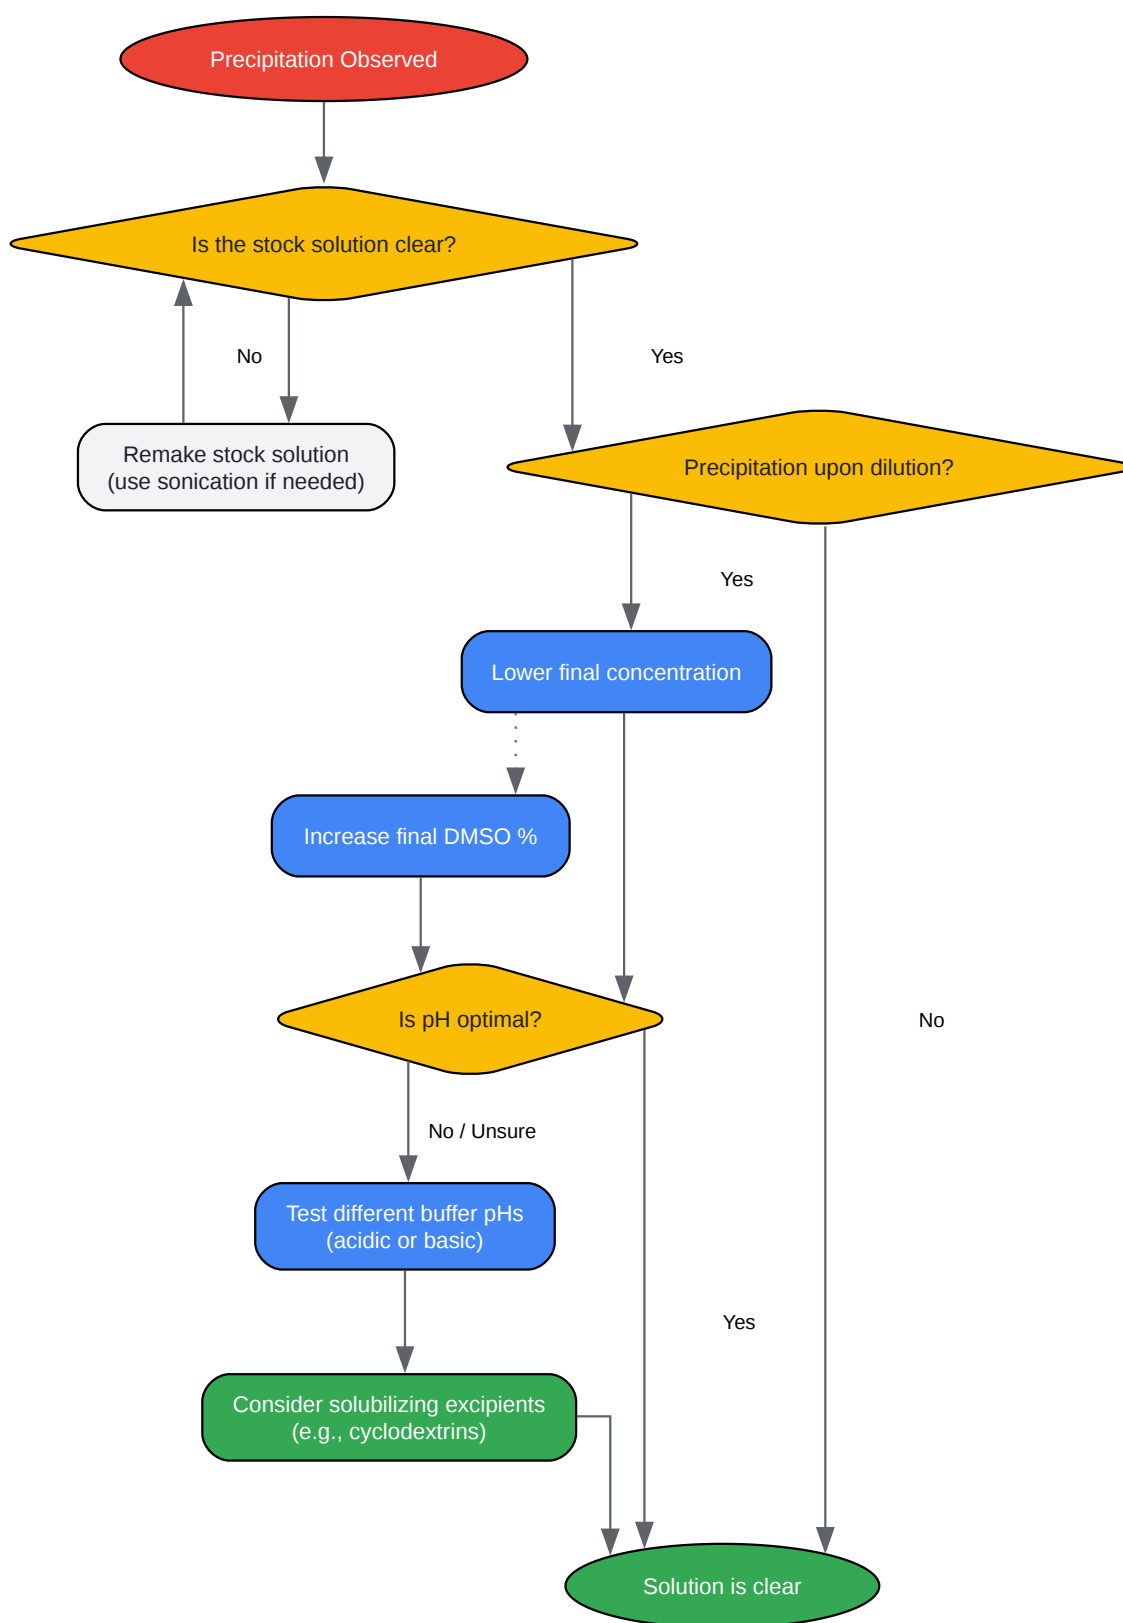 Precipitation Observed
Is the stock solution clear?
No
Yes
Remake stock solution
(use sonication if needed)
Precipitation upon dilution?
Yes
Lower final concentration
Increase final DMSO %
Is pH optimal?
No
No / Unsure
Test different buffer pHs
(acidic or basic)
Yes
Consider solubilizing excipients
(e.g., cyclodextrins)
Solution is clear